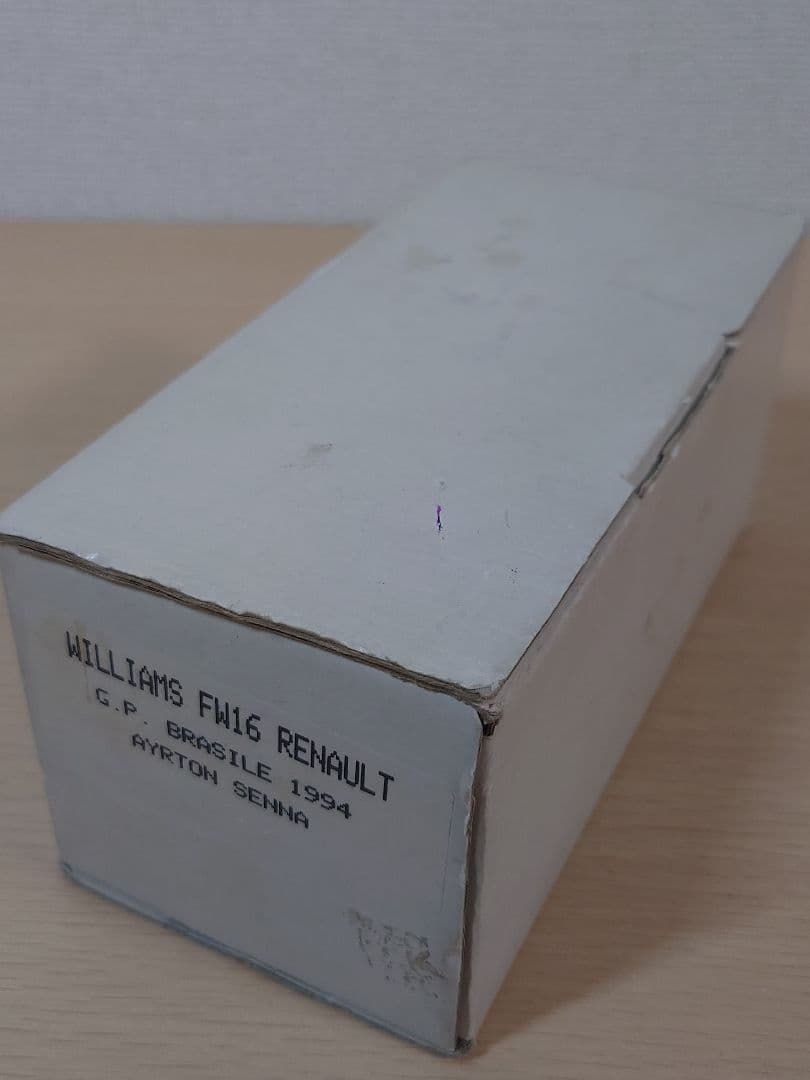 WILLIAMS FW16 RENAULT
G.P. BRASILE 1994
AYRTON SENNA